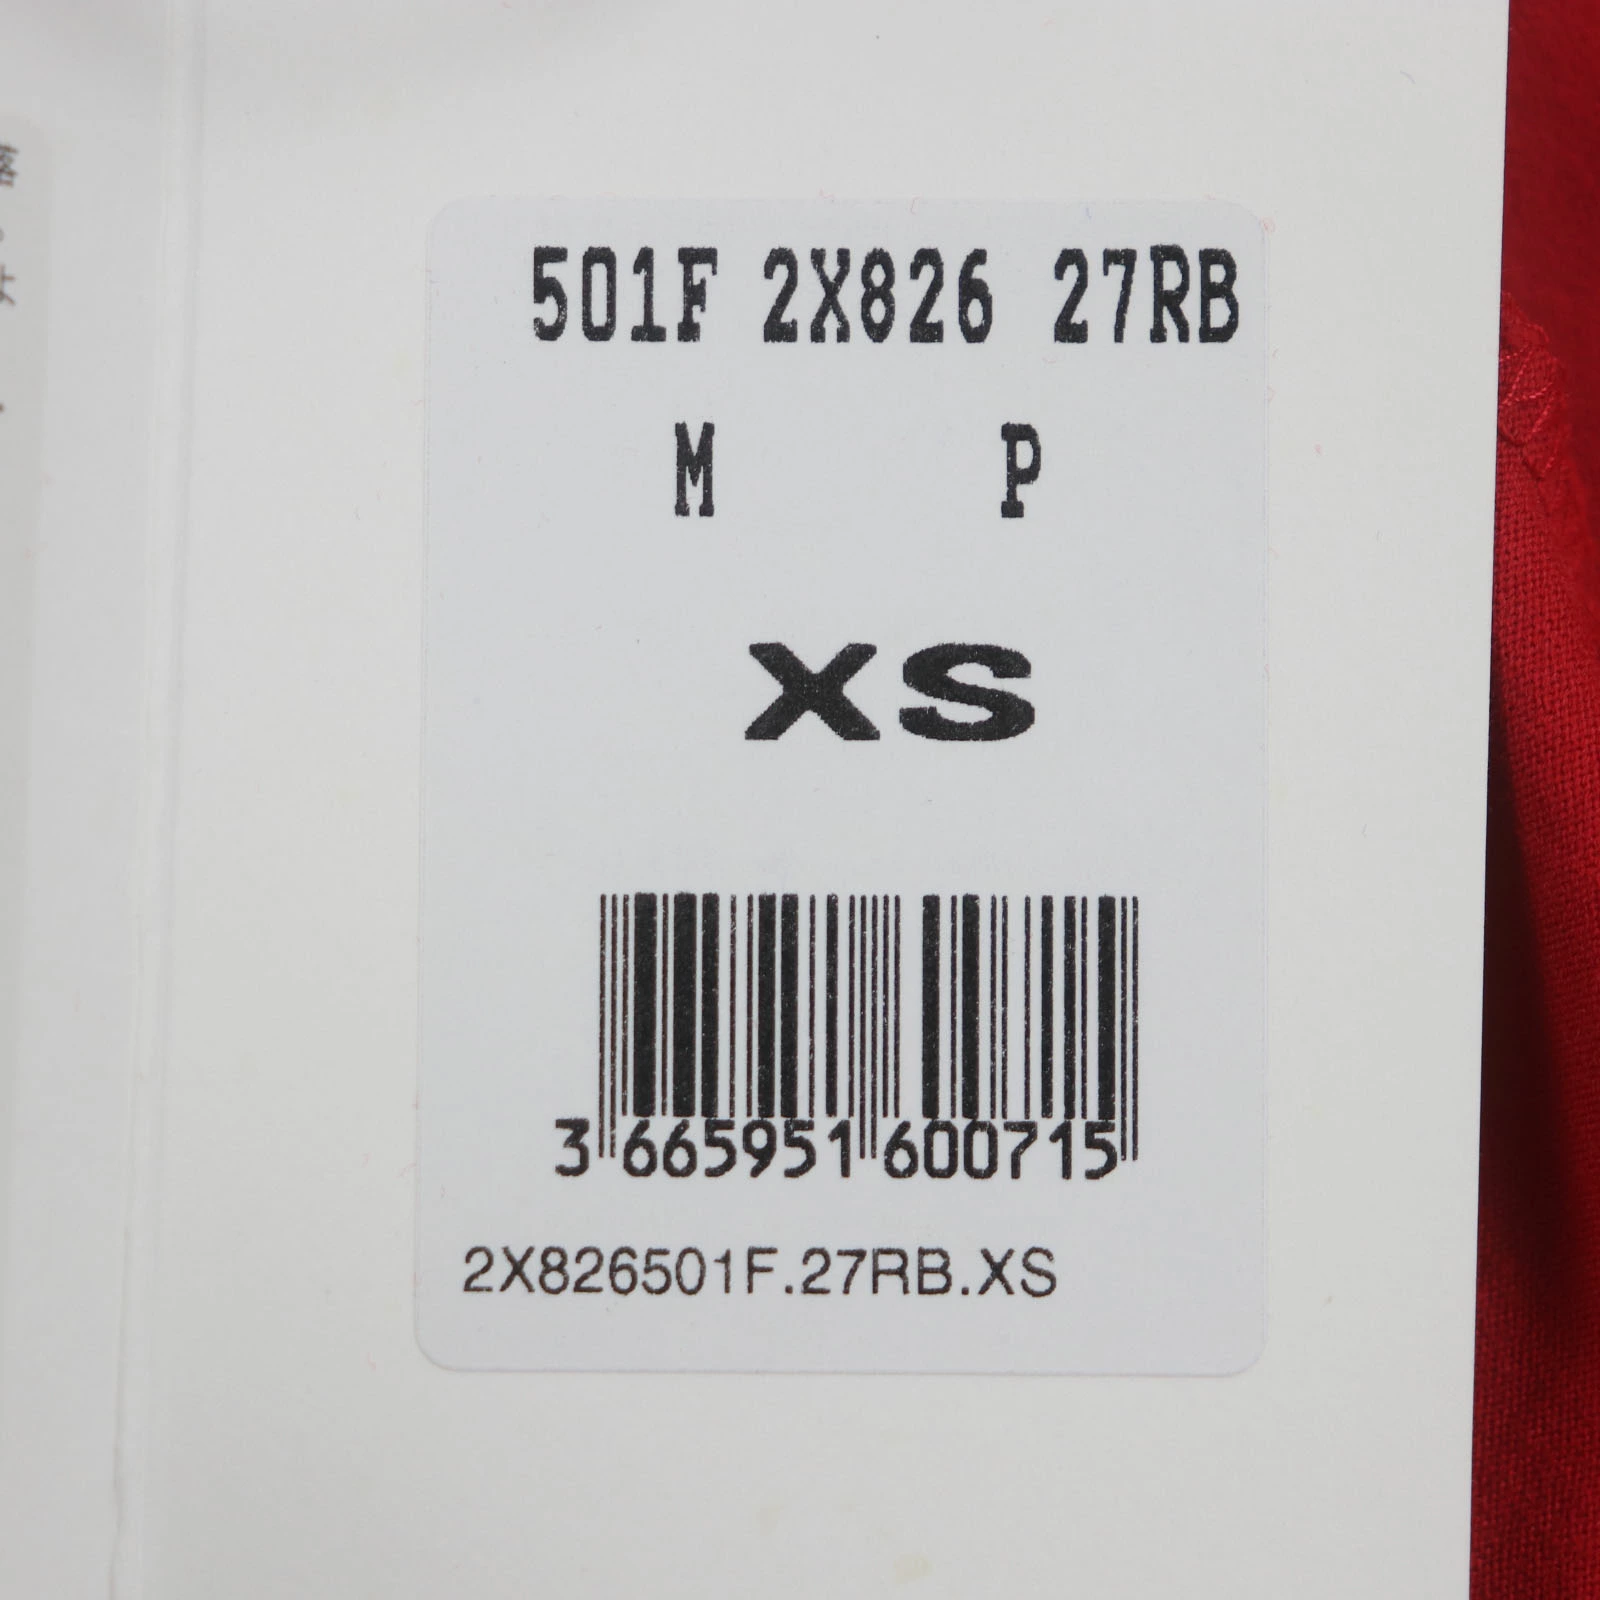 501F 2X826 27RB
M P
XS
3 665951 600715
2X826501F.27RB.XS